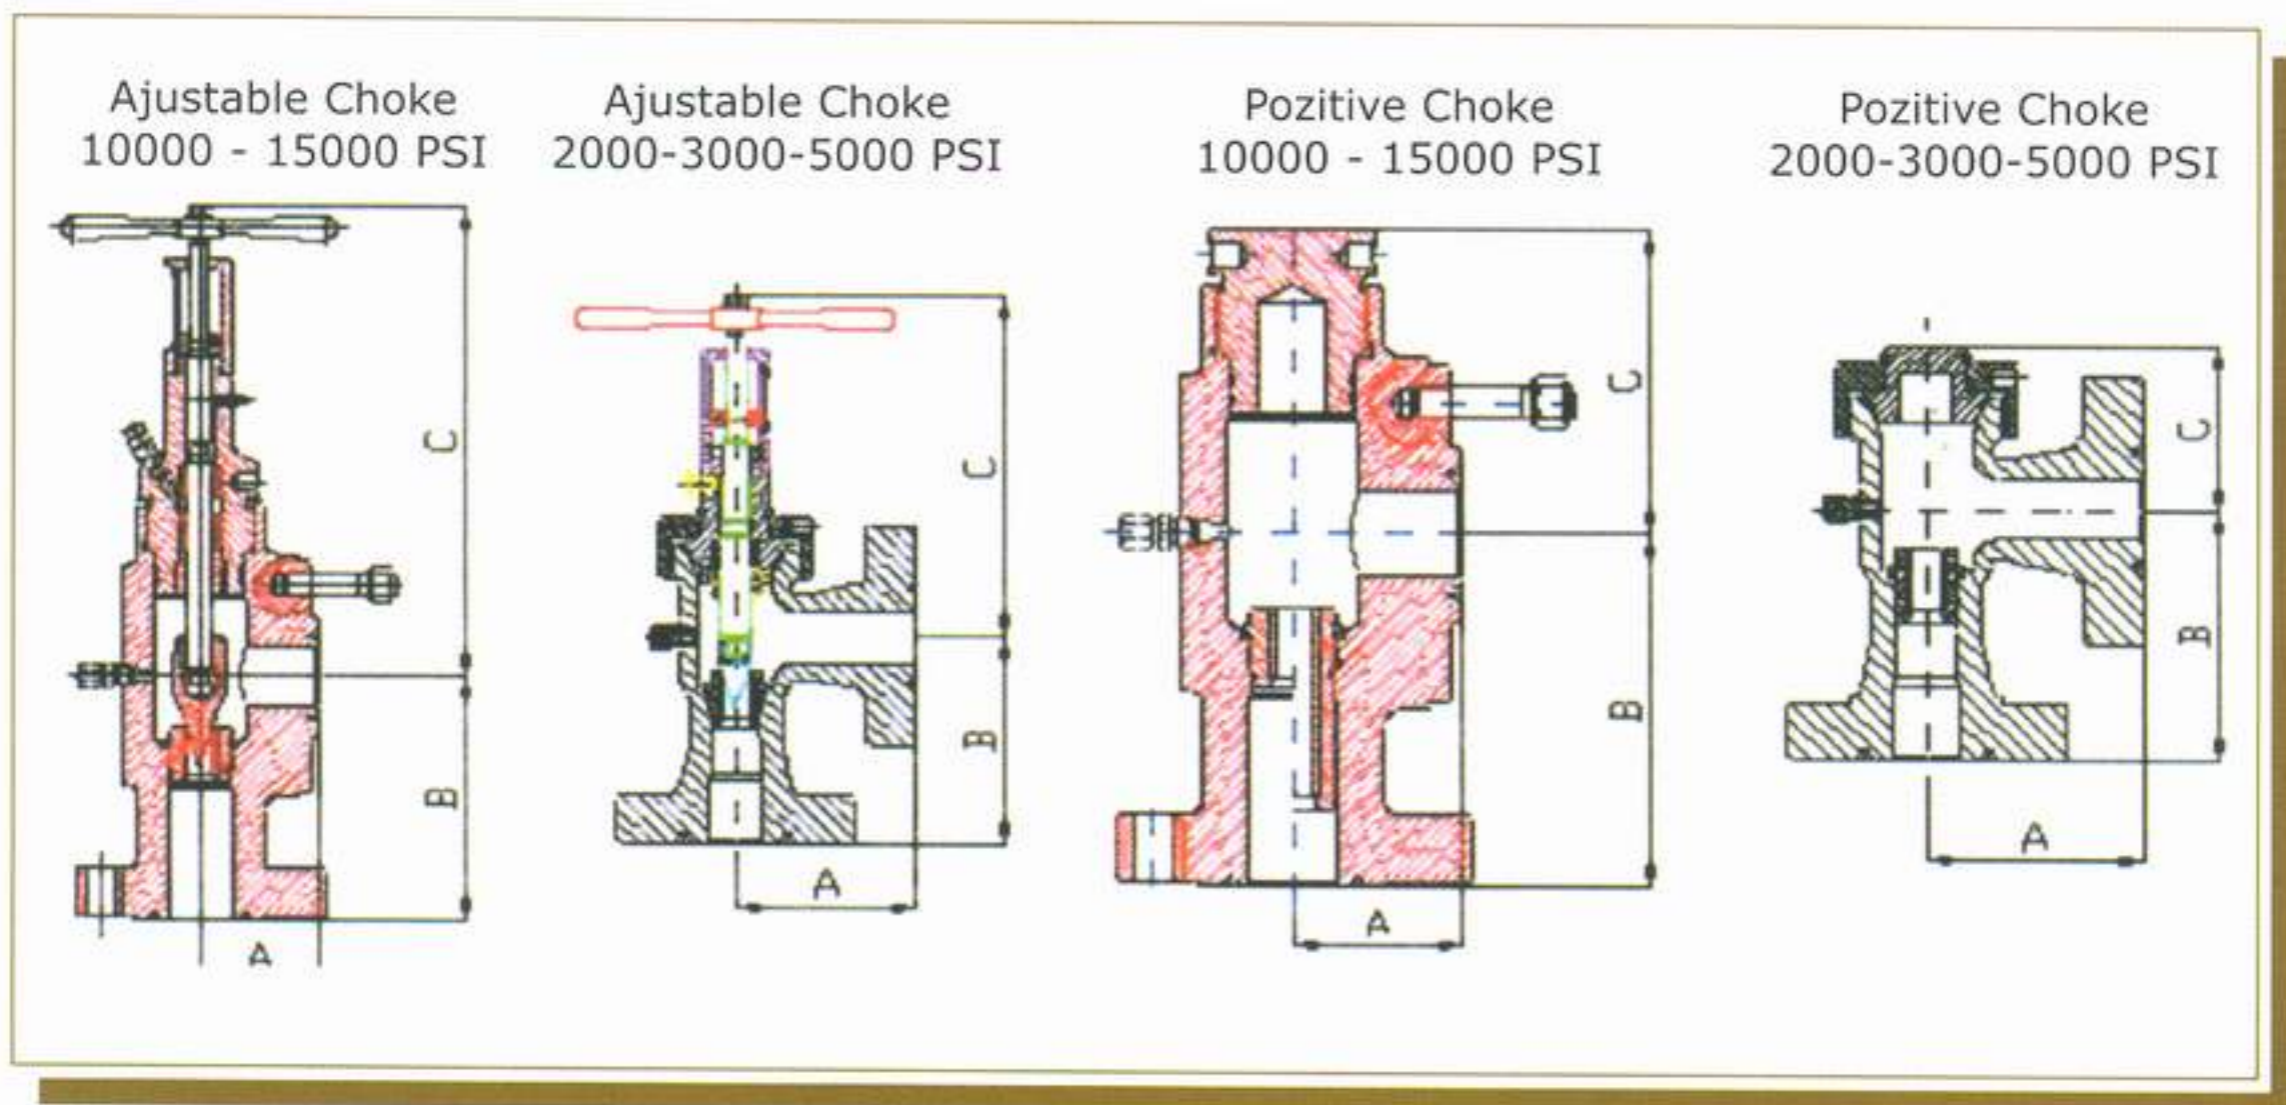 Ajustable Choke
10000 - 15000 PSI
Ajustable Choke
2000-3000-5000 PSI
Pozitive Choke
10000 - 15000 PSI
Pozitive Choke
2000-3000-5000 PSI
C
B
A
C
B
A
C
B
A
C
B
A